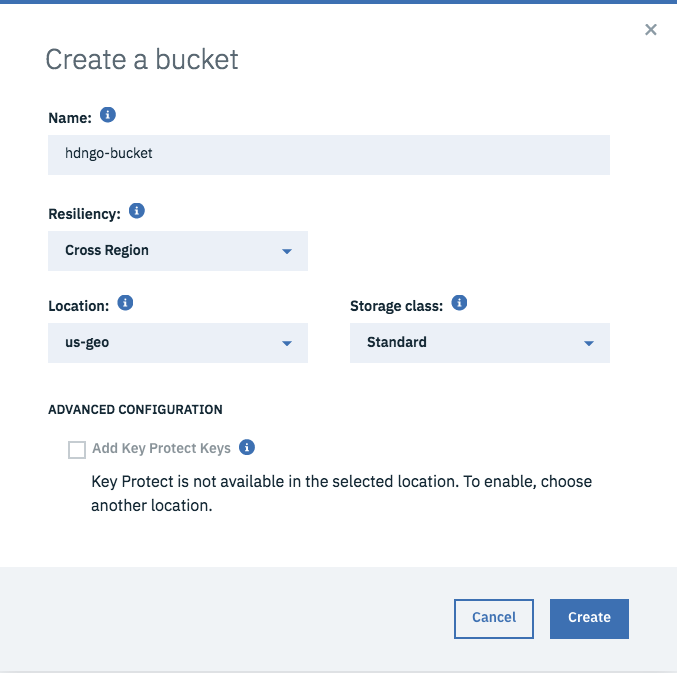 Create a bucket
Name:
hdngo-bucket
Resiliency:
Cross Region
Location:
Storage class:
us-geo
Standard
ADVANCED CONFIGURATION
Add Key Protect Keys
Key Protect is not available in the selected location. To enable, choose
another location.
Cancel
Create